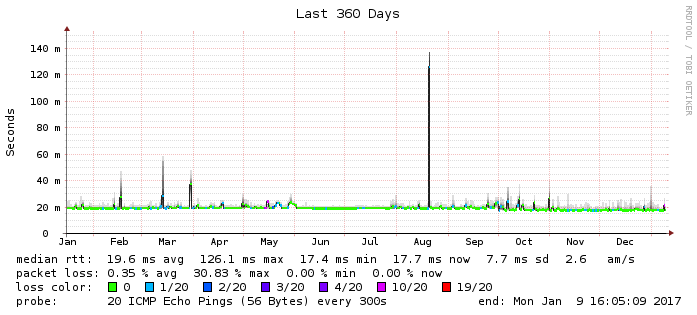 Last 360 Days
RRDTOOL / TOBI OETIKER
Seconds
140 m
120 m
100 m
80 m
60 m
40 m
20 m
0
Jan Feb Mar Apr May Jun Jul Aug Sep Oct Nov Dec
median rtt: 19.6 ms avg 126.1 ms max 17.4 ms min 17.7 ms now 7.7 ms sd 2.6 am/s
packet loss: 0.35 % avg 30.83 % max 0.00 % min 0.00 % now
loss color: 0 1/20 2/20 3/20 4/20 10/20 19/20
probe: 20 ICMP Echo Pings (56 Bytes) every 300s end: Mon Jan 9 16:05:09 2017